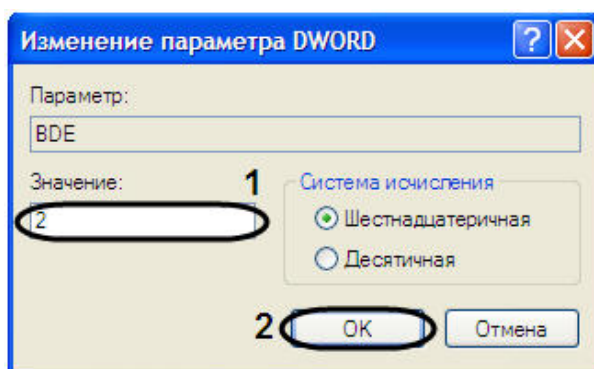 Изменение параметра DWORD
Параметр:
BDE
Значение: 1
2
Система исчисления
Шестнадцатеричная
Десятичная
2 OK Отмена